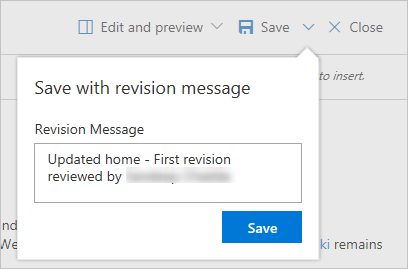 Edit and preview Save Close
to insert.
Save with revision message
Revision Message
Updated home - First revision
reviewed by
Save
nd
We ki remains